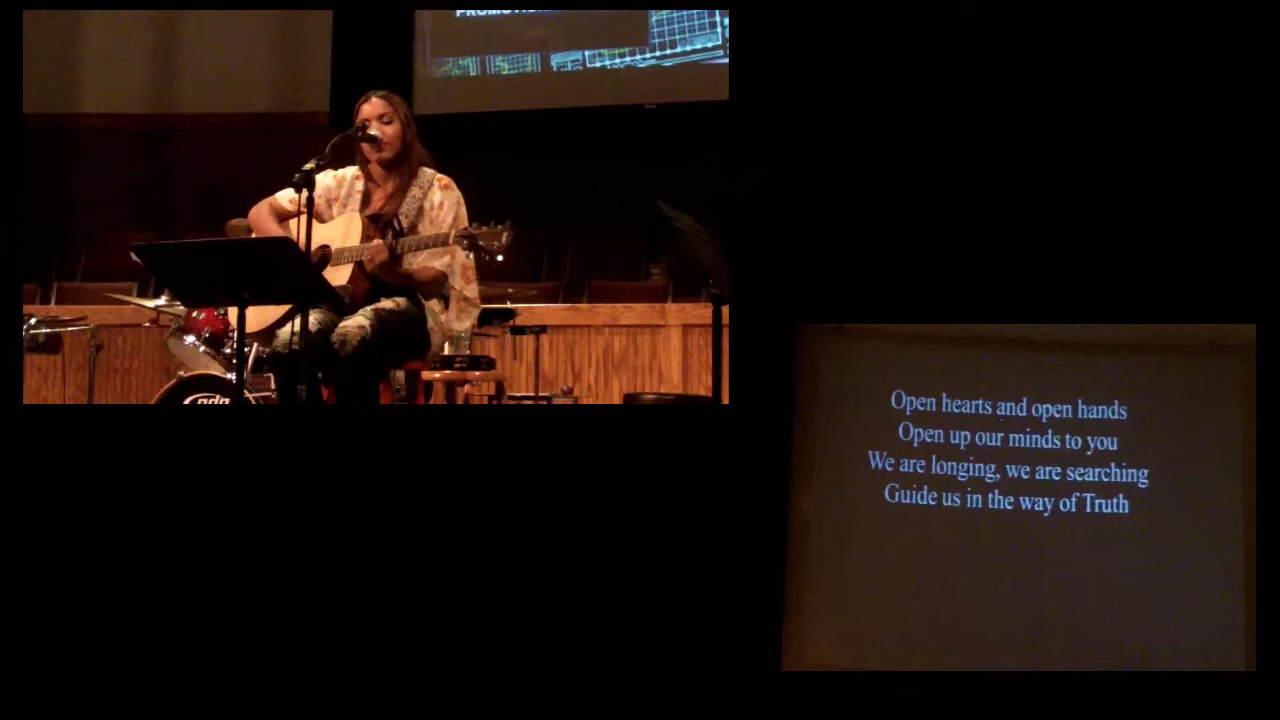 Open hearts and open hands
Open up our minds to you
We are longing, we are searching
Guide us in the way of Truth